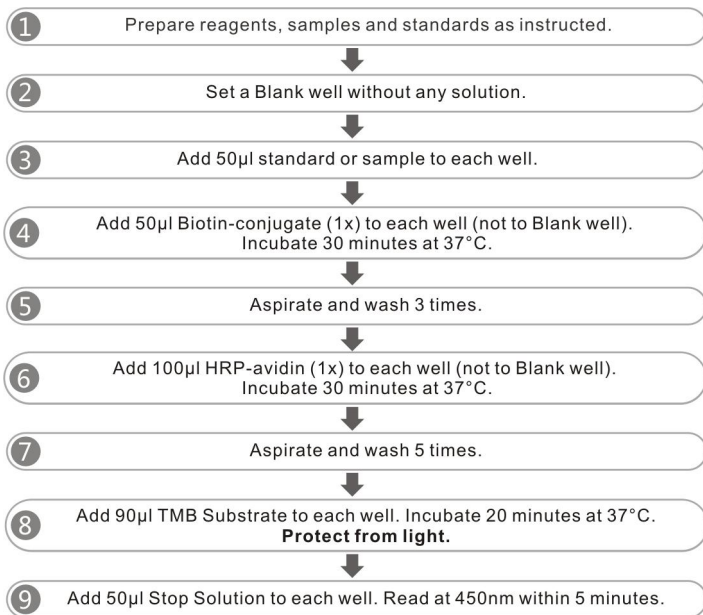 1 Prepare reagents, samples and standards as instructed.
2 Set a Blank well without any solution.
3 Add 50µl standard or sample to each well.
4 Add 50µl Biotin-conjugate (1x) to each well (not to Blank well).
Incubate 30 minutes at 37°C.
5 Aspirate and wash 3 times.
6 Add 100µl HRP-avidin (1x) to each well (not to Blank well).
Incubate 30 minutes at 37°C.
7 Aspirate and wash 5 times.
8 Add 90µl TMB Substrate to each well. Incubate 20 minutes at 37°C.
Protect from light.
9 Add 50µl Stop Solution to each well. Read at 450nm within 5 minutes.